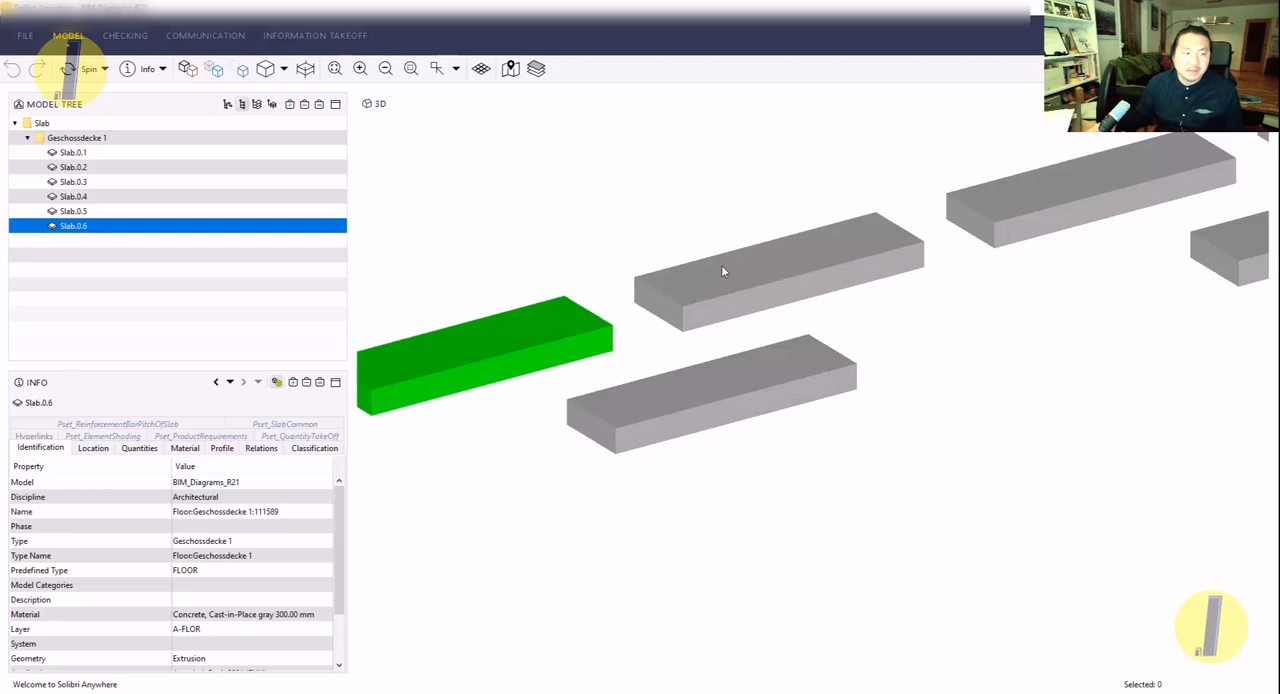 Solibri Anywhere - BIM_Diagrams_R21
FILE MODEL CHECKING COMMUNICATION INFORMATION TAKEOFF
Spin Info
MODEL TREE
3D
Slab
Geschossdecke 1
Slab.0.1
Slab.0.2
Slab.0.3
Slab.0.4
Slab.0.5
Slab.0.6
INFO
Slab.0.6
Pset_ReinforcementBarPitchOfSlab Pset_SlabCommon
Hyperlinks Pset_ElementShading Pset_ProductRequirements Pset_QuantityTakeOff
Identification Location Quantities Material Profile Relations Classification
Property Value
Model BIM_Diagrams_R21
Discipline Architectural
Name Floor:Geschossdecke 1:111589
Phase
Type Geschossdecke 1
Type Name Floor:Geschossdecke 1
Predefined Type FLOOR
Model Categories
Description
Material Concrete, Cast-in-Place gray 300.00 mm
Layer A-FLOR
System
Geometry Extrusion
Welcome to Solibri Anywhere
Selected: 0